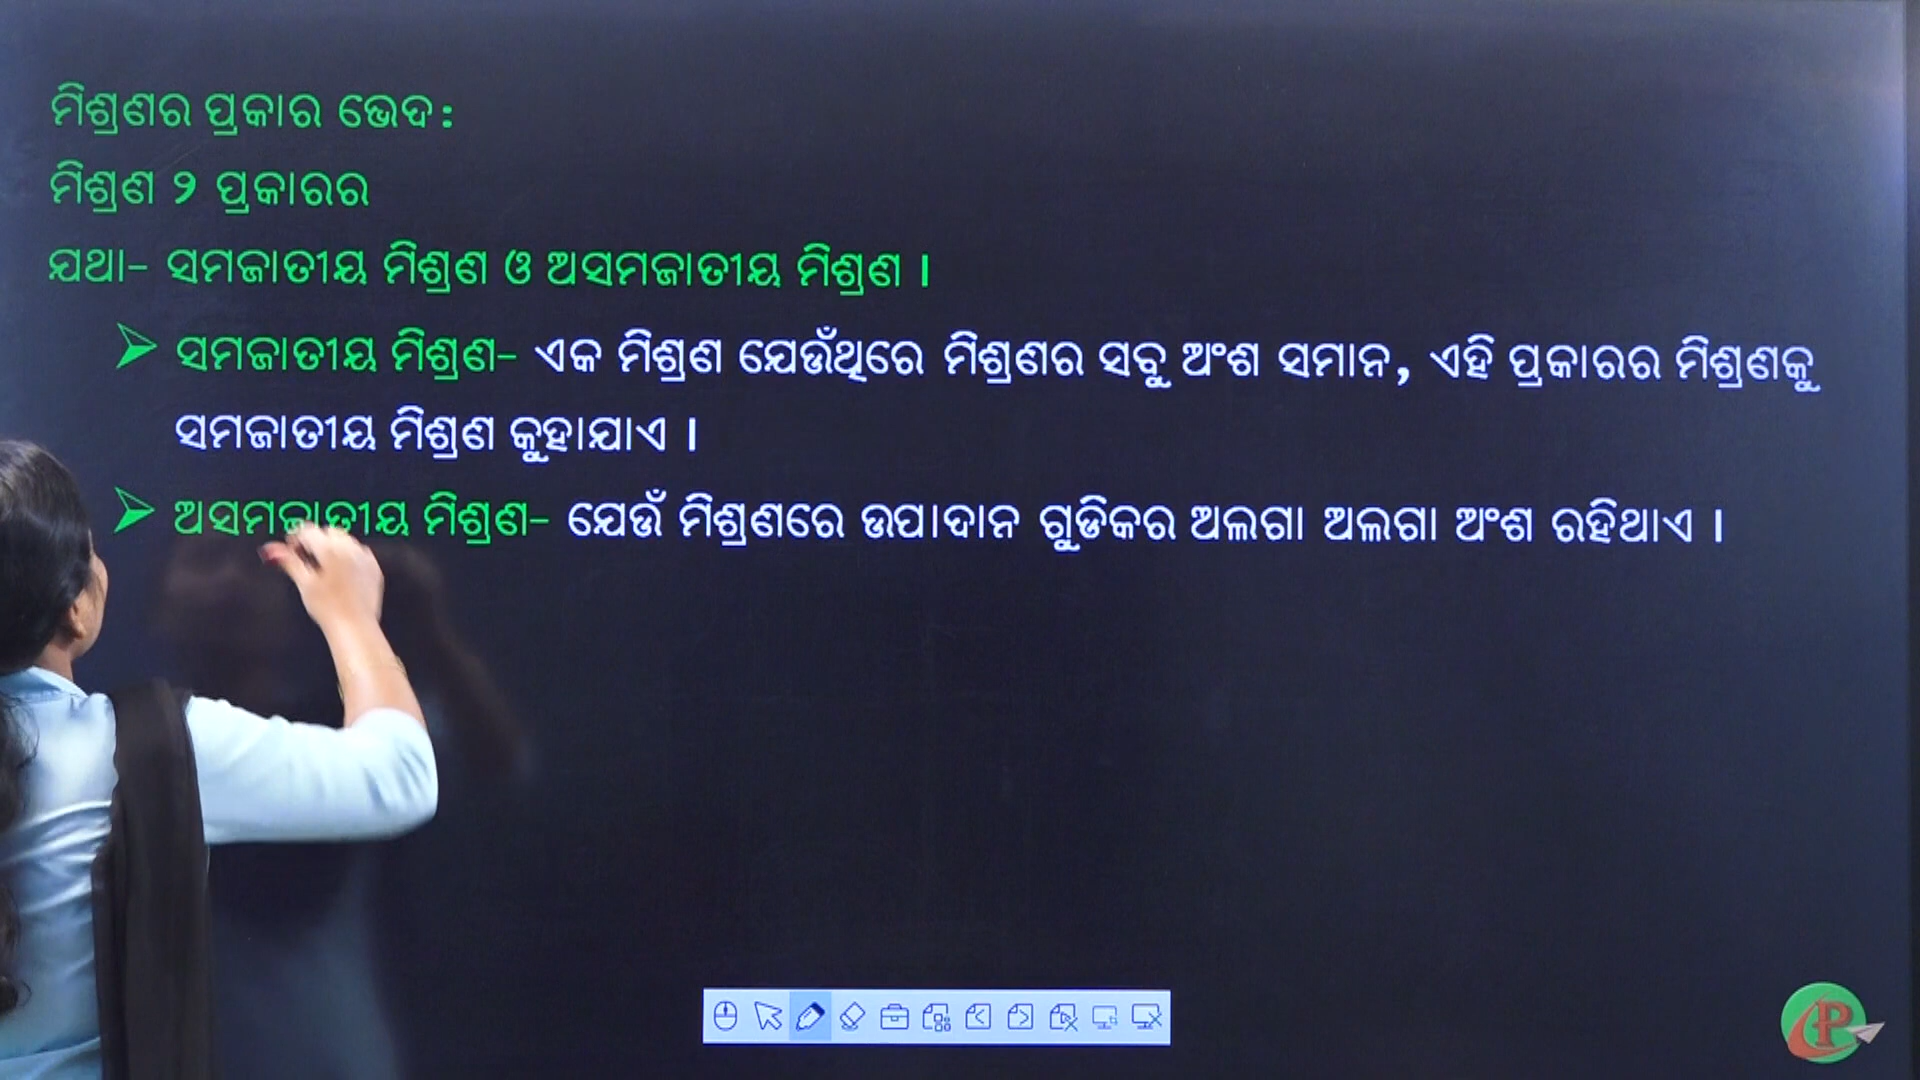 ମିଶ୍ରଣର ପ୍ରକାର ଭେଦ:
ମିଶ୍ରଣ ୨ ପ୍ରକାରର
ଯଥା- ସମଜାତୀୟ ମିଶ୍ରଣ ଓ ଅସମଜାତୀୟ ମିଶ୍ରଣ ।
➢ ସମଜାତୀୟ ମିଶ୍ରଣ- ଏକ ମିଶ୍ରଣ ଯେଉଁଥିରେ ମିଶ୍ରଣର ସବୁ ଅଂଶ ସମାନ, ଏହି ପ୍ରକାରର ମିଶ୍ରଣକୁ
ସମଜାତୀୟ ମିଶ୍ରଣ କୁହାଯାଏ ।
➢ ଅସମଜାତୀୟ ମିଶ୍ରଣ- ଯେଉଁ ମିଶ୍ରଣରେ ଉପାଦାନ ଗୁଡିକର ଅଲଗା ଅଲଗା ଅଂଶ ରହିଥାଏ ।
P